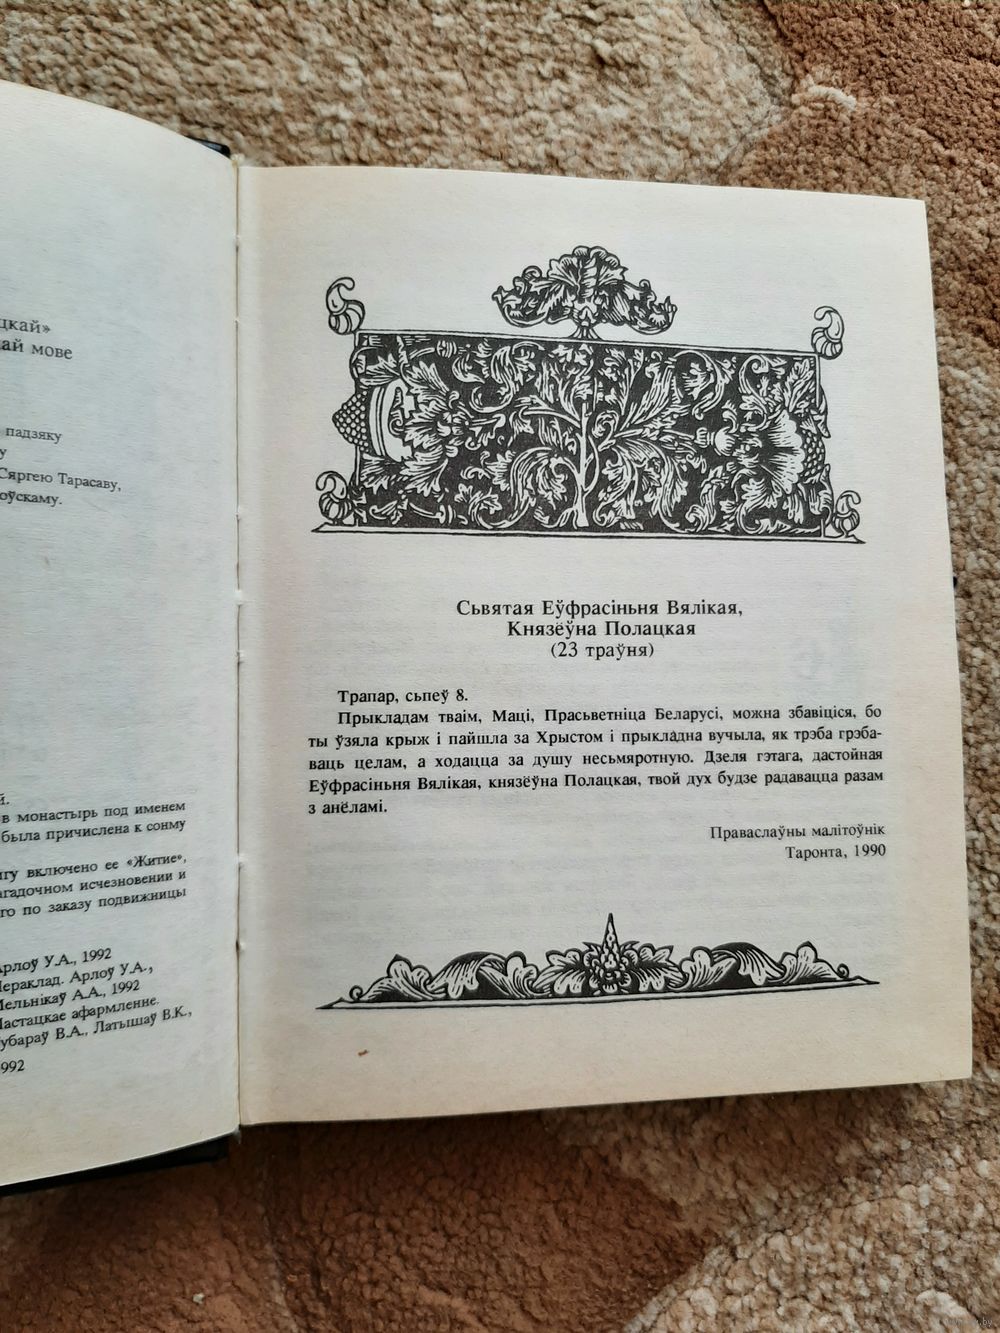 цкай»
ай мове
падзяку
у
Сяргею Тарасаву,
оўскаму.
й.
в монастырь под именем
была причислена к сонму
гу включено ее «Житие»,
агадочном исчезновении и
го по заказу подвижницы
Арлоў У.А., 1992
Пераклад. Арлоў У.А.,
Мельнікаў А.А., 1992
Мастацкае афармленне.
убараў В.А., Латышаў В.К.,
992
Сьвятая Еўфрасіньня Вялікая,
Князёўна Полацкая
(23 траўня)
Трапар, сьпеў 8.
Прыкладам тваім, Маці, Прасьветніца Беларусі, можна збавіціся, бо
ты ўзяла крыж і пайшла за Хрыстом і прыкладна вучыла, як трэба грэба-
ваць целам, а ходацца за душу несьмяротную. Дзеля гэтага, дастойная
Еўфрасіньня Вялікая, князёўна Полацкая, твой дух будзе радавацца разам
з анёламі.
Праваслаўны малітоўнік
Таронта, 1990